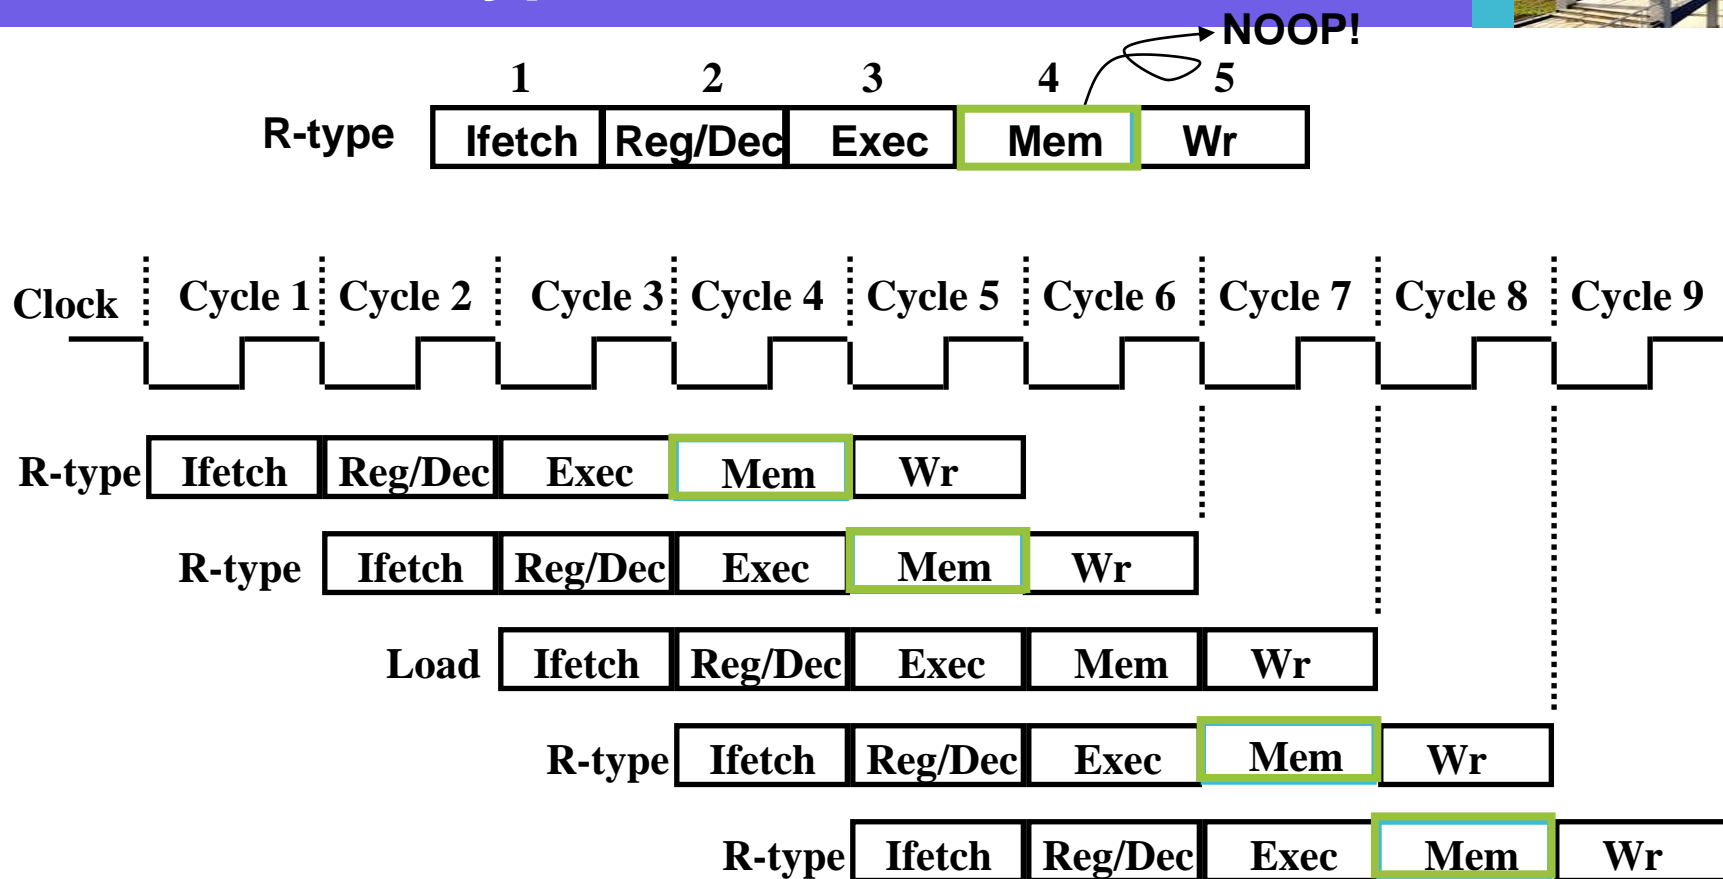 NOOP!
1 2 3 4 5
R-type Ifetch Reg/Dec Exec Mem Wr
Clock Cycle 1 Cycle 2 Cycle 3 Cycle 4 Cycle 5 Cycle 6 Cycle 7 Cycle 8 Cycle 9
R-type Ifetch Reg/Dec Exec Mem Wr
R-type Ifetch Reg/Dec Exec Mem Wr
Load Ifetch Reg/Dec Exec Mem Wr
R-type Ifetch Reg/Dec Exec Mem Wr
R-type Ifetch Reg/Dec Exec Mem Wr